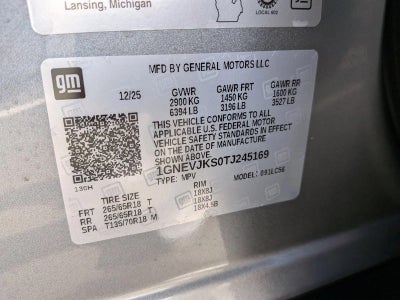 Lansing, Michigan
LOCAL 602
gm
MFD BY GENERAL MOTORS LLC
12/25 GVWR GAWR FRT GAWR RR
2900 KG 1450 KG 1600 KG
6394 LB 3196 LB 3527 LB
THIS VEHICLE CONFORMS TO ALL
APPLICABLE U.S. FEDERAL MOTOR
VEHICLE SAFETY STANDARDS IN EFFECT
ON THE DATE OF MANUFACTURE
SHOWN ABOVE.
1GNEVJKS0TJ245169
TYPE: MPV MODEL: 091LC56
TIRE SIZE RIM
FRT 265/65R18 T 18X8J
RR 265/65R18 T 18X8J
SPA T135/70R18 M 18X4.5B